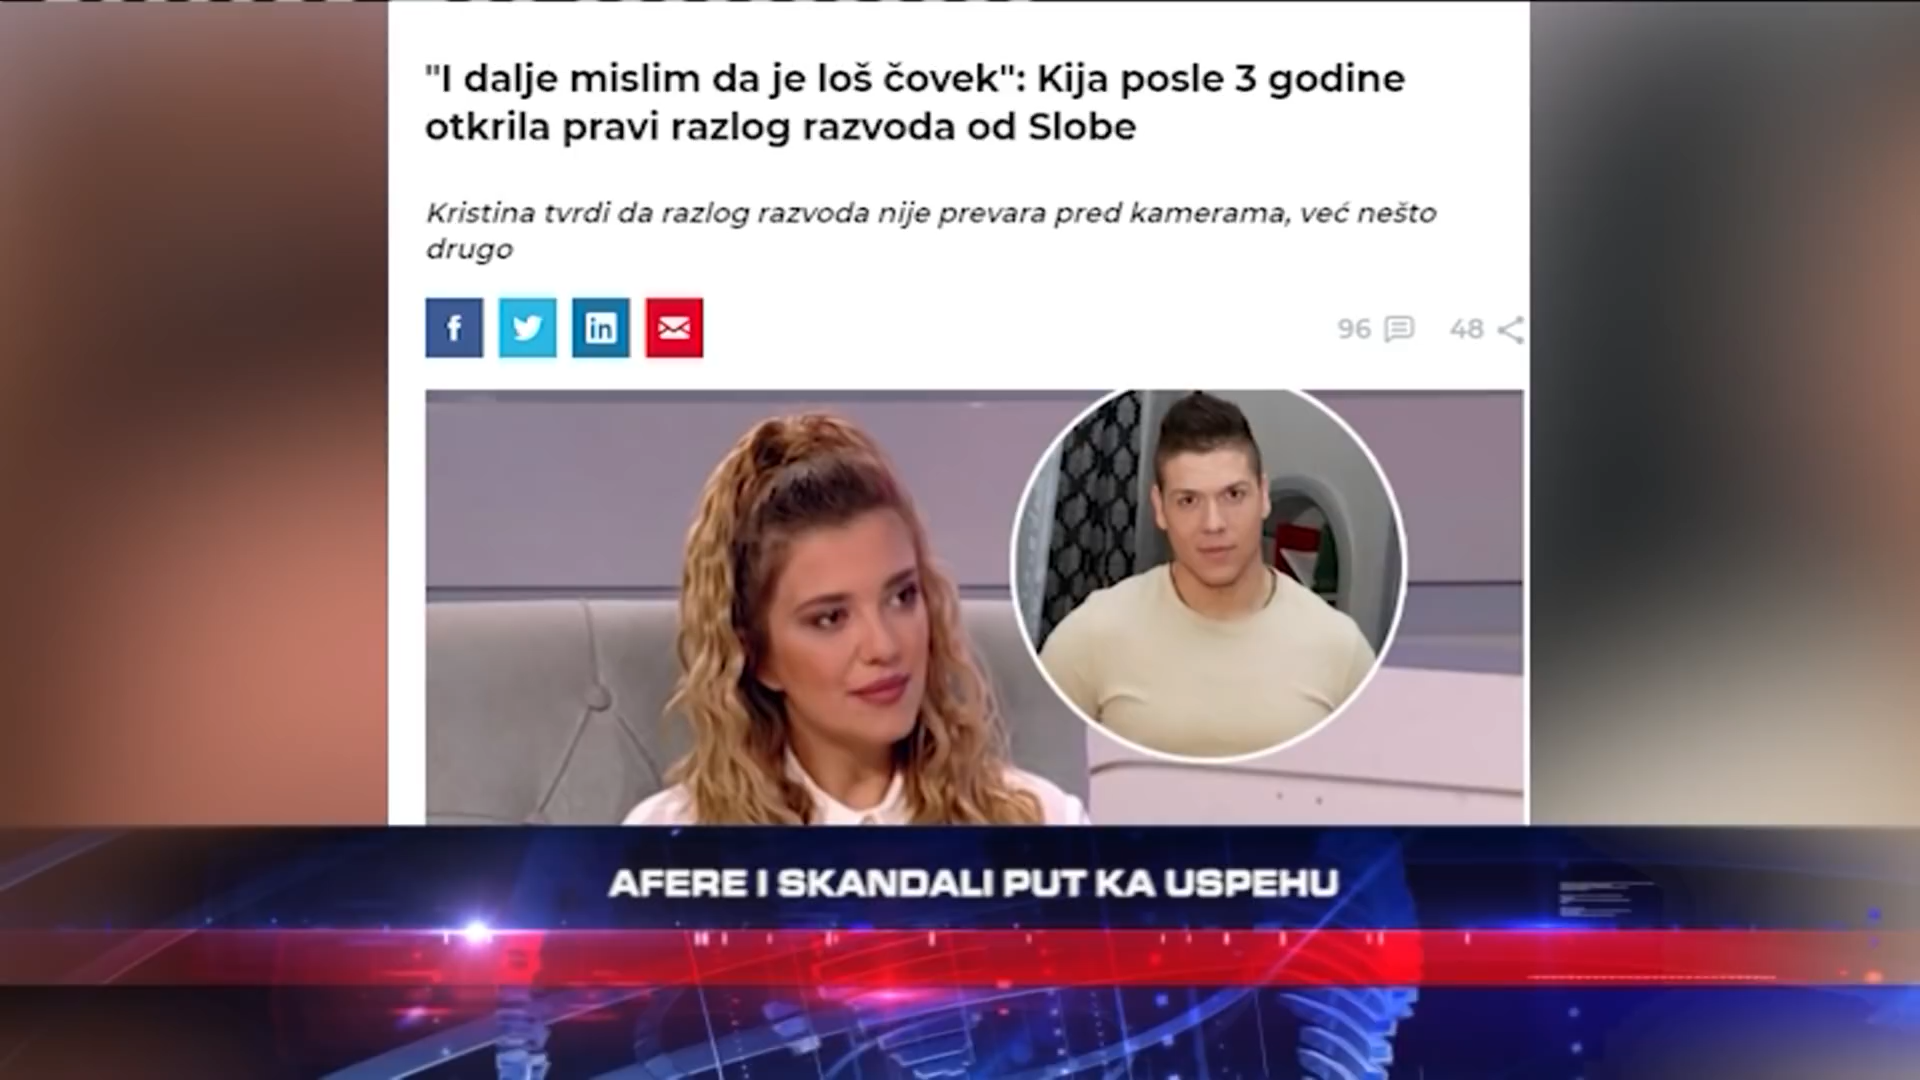 "I dalje mislim da je loš čovek": Kija posle 3 godine
otkrila pravi razlog razvoda od Slobe
Kristina tvrdi da razlog razvoda nije prevara pred kamerama, već nešto
drugo
f
in
96
48
AFERE I SKANDALI PUT KA USPEHU